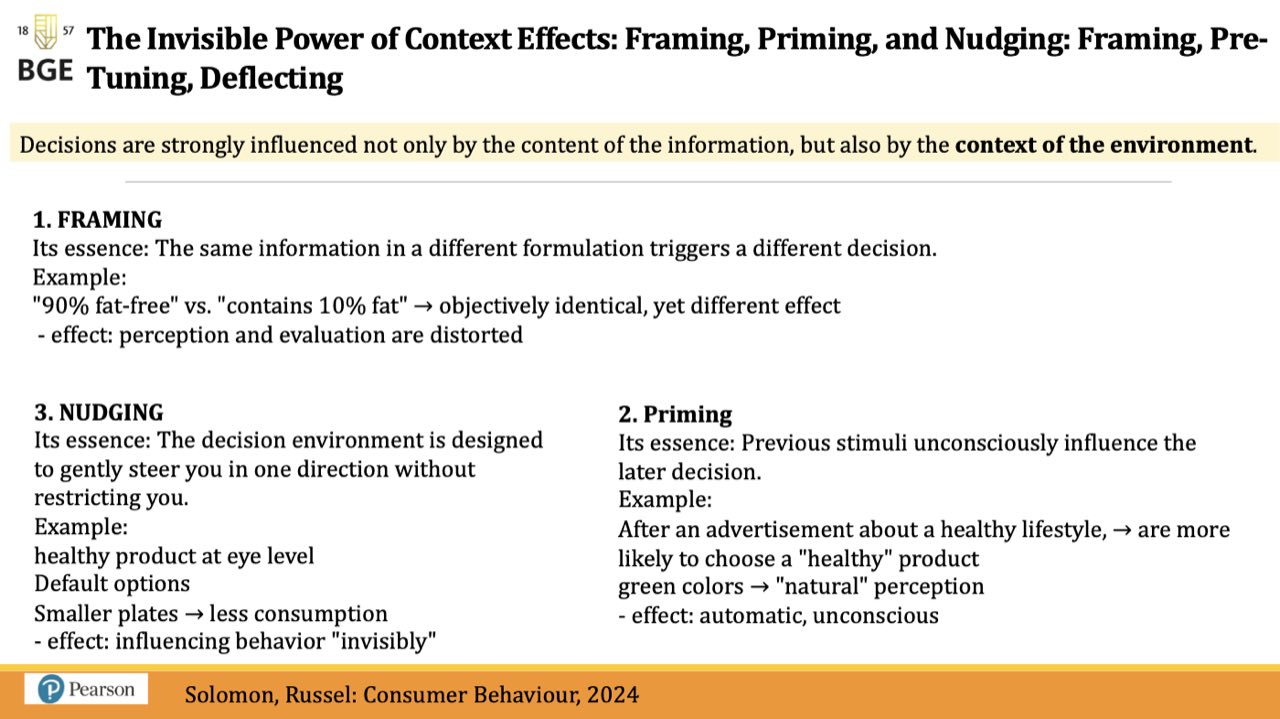 18 57
BGE
The Invisible Power of Context Effects: Framing, Priming, and Nudging: Framing, Pre-
Tuning, Deflecting
Decisions are strongly influenced not only by the content of the information, but also by the context of the environment.
1. FRAMING
Its essence: The same information in a different formulation triggers a different decision.
Example:
"90% fat-free" vs. "contains 10% fat" → objectively identical, yet different effect
- effect: perception and evaluation are distorted
3. NUDGING
Its essence: The decision environment is designed
to gently steer you in one direction without
restricting you.
Example:
healthy product at eye level
Default options
Smaller plates → less consumption
- effect: influencing behavior "invisibly"
2. Priming
Its essence: Previous stimuli unconsciously influence the
later decision.
Example:
After an advertisement about a healthy lifestyle, → are more
likely to choose a "healthy" product
green colors → "natural" perception
- effect: automatic, unconscious
P Pearson
Solomon, Russel: Consumer Behaviour, 2024